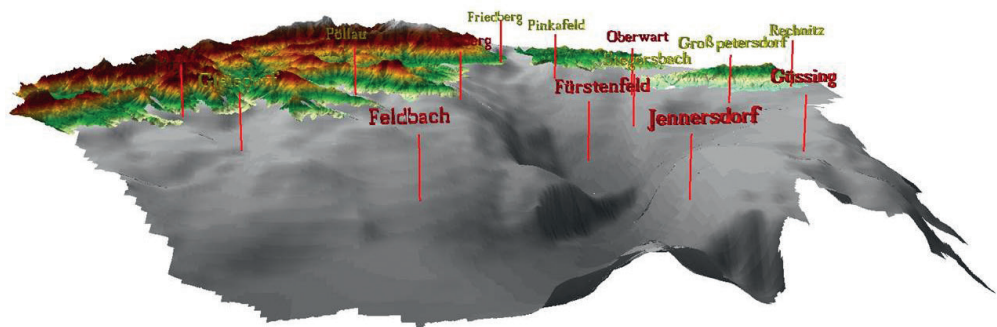 Friedberg
Pinkafeld
Rechnitz
Pöllau
Oberwart
Groß petersdorf
Güssing
Fürstenfeld
Feldbach
Jennersdorf